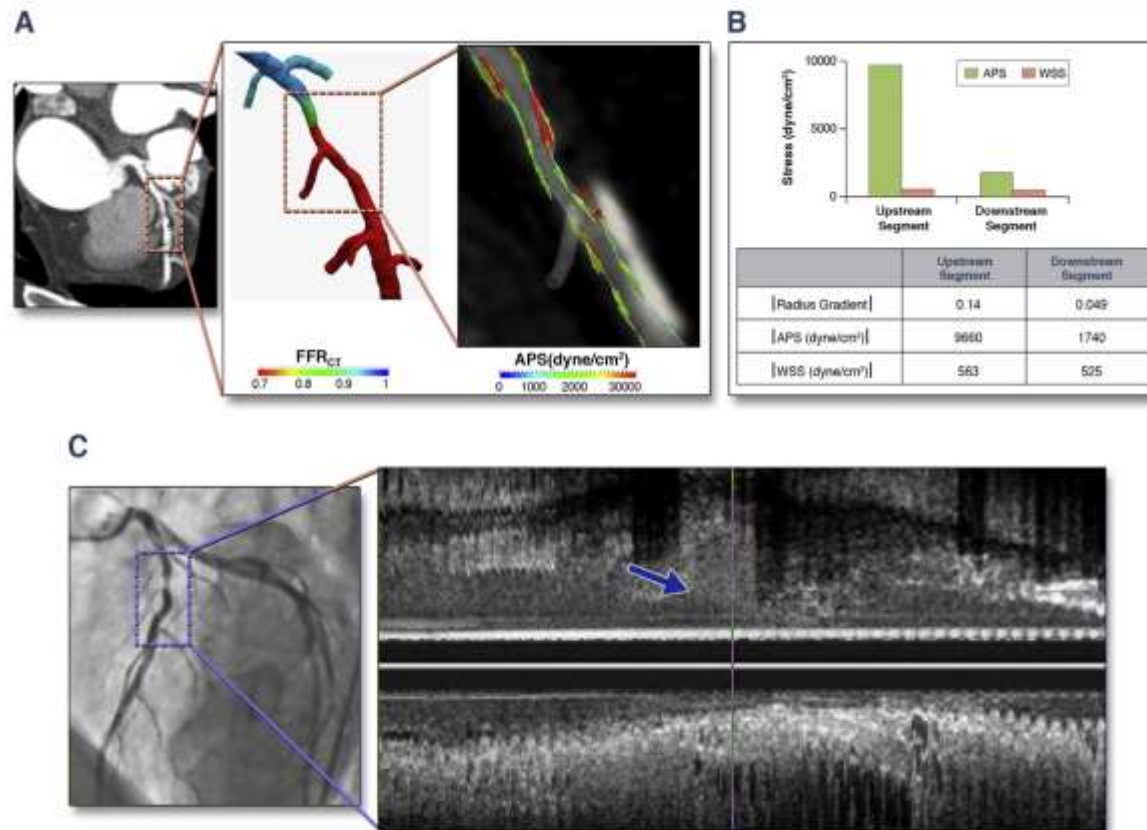 A
FFRCT
0.7 0.8 0.9 1
APS(dyne/cm²)
0 1000 2000 30000
B
Stress (dyne/cm²)
10000
5000
0
APS WSS
Upstream Segment
Downstream Segment
Upstream Segment Downstream Segment
|Radius Gradient| 0.14 0.049
|APS (dyne/cm²)| 9660 1740
|WSS (dyne/cm²)| 563 525
C